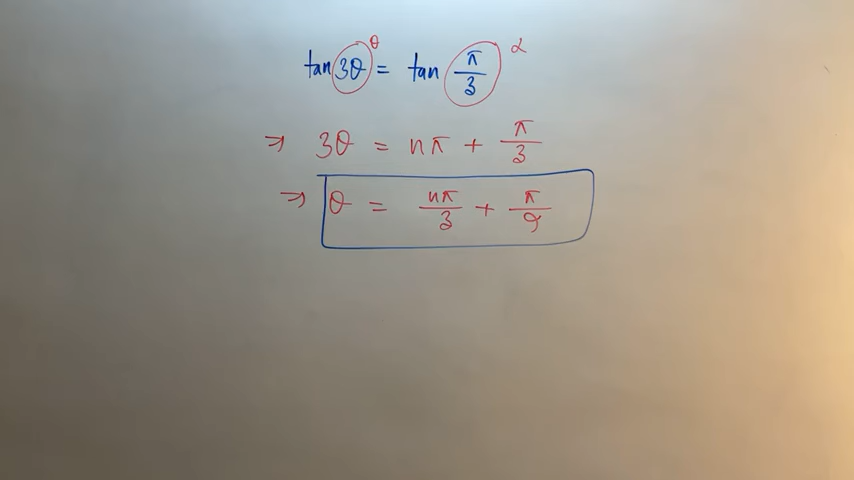 tan 3θ θ = tan π/3 α
⇒ 3θ = nπ + π/3
⇒ θ = nπ/3 + π/9